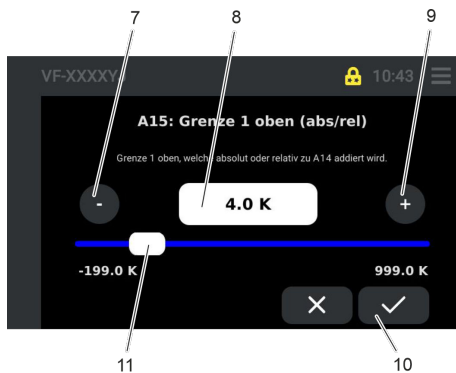 7 8 9
VF-XXXXY 10:43
A15: Grenze 1 oben (abs/rel)
Grenze 1 oben, welche absolut oder relativ zu A14 addiert wird.
- 4.0 K +
-199.0 K 999.0 K
11 10